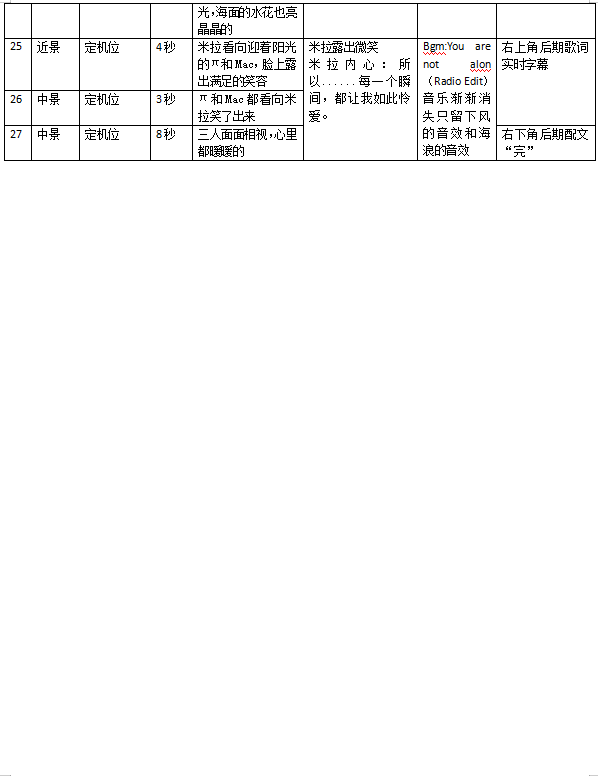 光，海面的水花也亮
晶晶的
25
近景
定机位
4秒
米拉看向迎着阳光
的π和Mac，脸上露
出满足的笑容
米拉露出微笑
米拉内心：所
以......每一个瞬
间，都让我如此怜
爱。
Bgm:You are
not alon
（Radio Edit）
音乐渐渐消
失只留下风
的音效和海
浪的音效
右上角后期歌词
实时字幕
26
中景
定机位
3秒
π和Mac都看向米
拉笑了出来
27
中景
定机位
8秒
三人面面相视，心里
都暖暖的
右下角后期配文
“完”